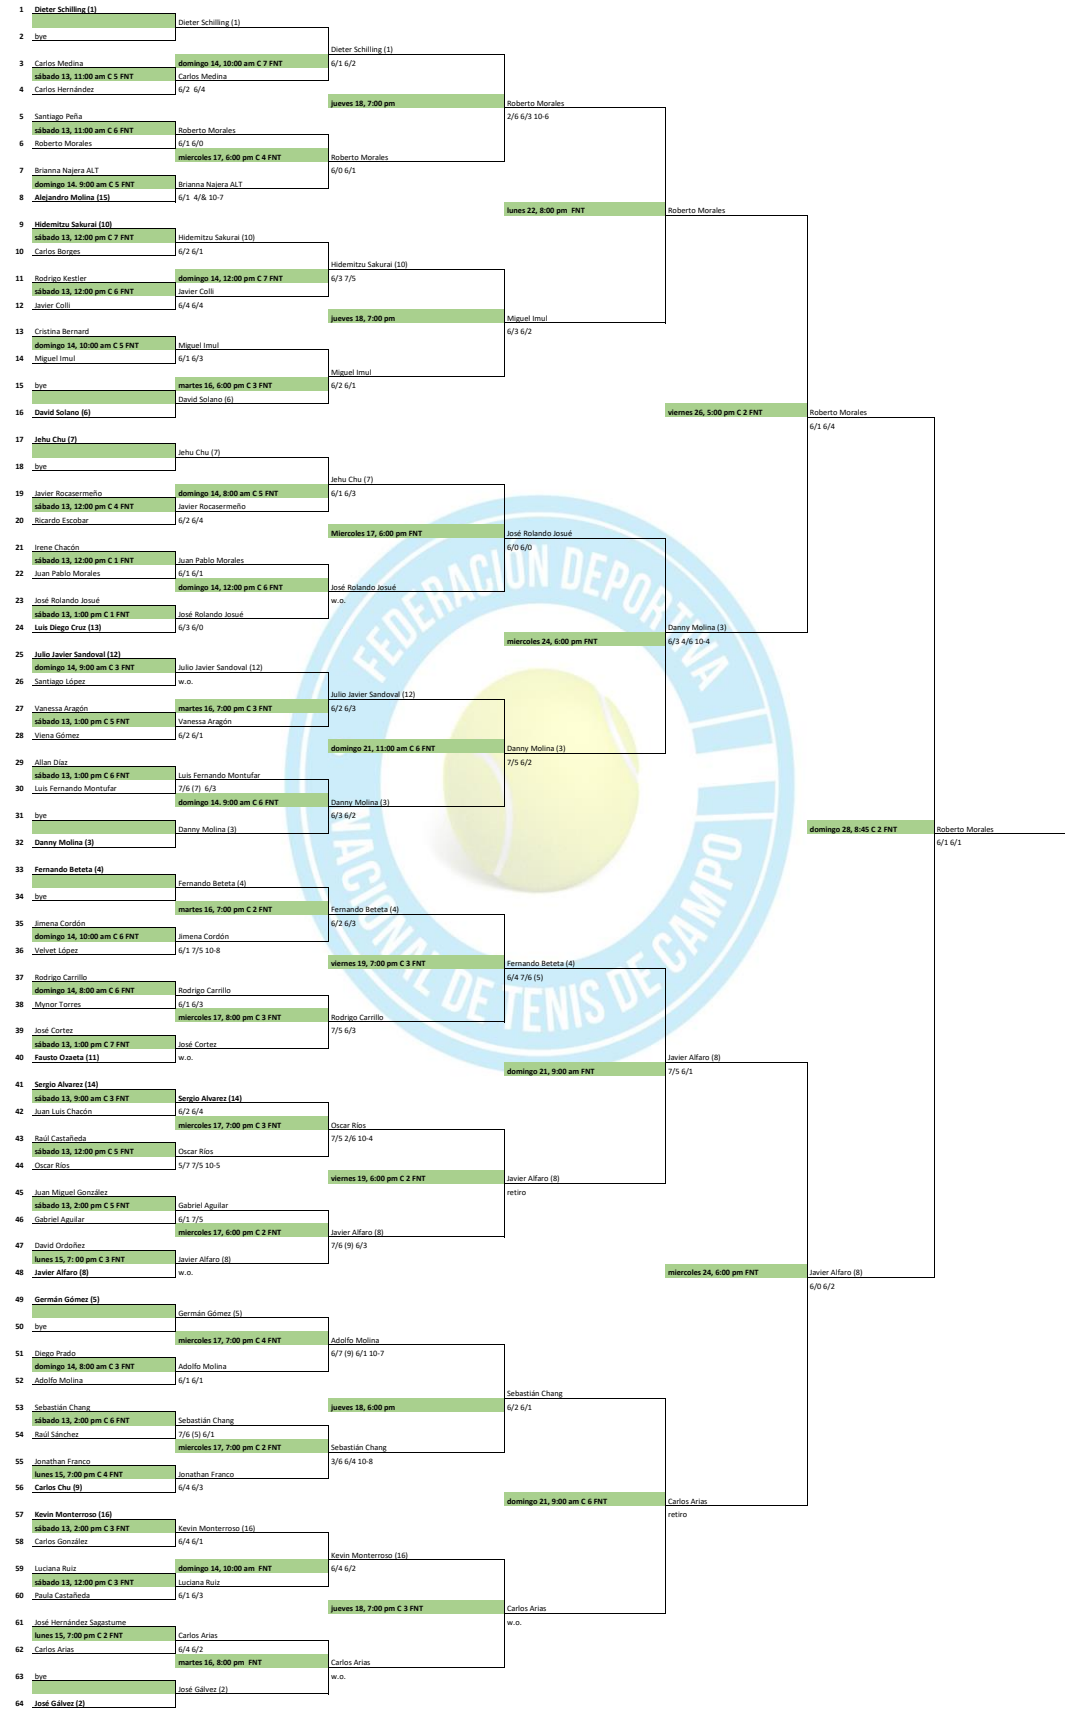 1 Dieter Schilling (1)
Dieter Schilling (1)
2 bye
Dieter Schilling (1)
3 Carlos Medina
domingo 14, 10:00am C 7 FNT
6/1 6/2
sábado 13, 11:00 am C 5 FNT
Carlos Medina
4 Carlos Hernández
6/2 6/4
jueves 18, 7:00 pm
Roberto Morales
5 Santiago Peña
2/6 6/3 10-6
sábado 13, 11:00 am C 6 FNT
Roberto Morales
6 Roberto Morales
6/1 6/0
miercoles 17, 6:00 pm C 4 FNT
Roberto Morales
7 Brianna Najera ALT
6/0 6/1
domingo 14. 9:00 am C 5 FNT
Brianna Najera ALT
8 Alejandro Molina (15)
6/1 4/& 10-7
lunes 22, 8:00 pm FNT
Roberto Morales
9 Hidemitzu Sakurai (10)
sábado 13, 12:00 pm C 7 FNT
Hidemitzu Sakurai (10)
10 Carlos Borges
6/2 6/1
Hidemitzu Sakurai (10)
11 Rodrigo Kestler
domingo 14, 12:00 pm C 7 FNT
6/3 7/5
sábado 13, 12:00 pm C 6 FNT
Javier Colli
12 Javier Colli
6/4 6/4
jueves 18, 7:00 pm
Miguel Imul
13 Cristina Bernard
6/3 6/2
domingo 14, 10:00 am C 5 FNT
Miguel Imul
14 Miguel Imul
6/1 6/3
Miguel Imul
15 bye
martes 16, 6:00 pm C 3 FNT
6/2 6/1
David Solano (6)
16 David Solano (6)
viernes 26, 5:00 pm C 2 FNT
Roberto Morales
6/1 6/4
17 Jehu Chu (7)
Jehu Chu (7)
18 bye
Jehu Chu (7)
19 Javier Rocasermeño
domingo 14, 8:00 am C 5 FNT
6/1 6/3
sábado 13, 12:00 pm C 4 FNT
Javier Rocasermeño
20 Ricardo Escobar
6/2 6/4
Miercoles 17, 6:00 pm FNT
José Rolando Josué
21 Irene Chacón
6/0 6/0
sábado 13, 12:00 pm C 1 FNT
Juan Pablo Morales
22 Juan Pablo Morales
6/1 6/1
domingo 14, 12:00 pm C 6 FNT
José Rolando Josué
23 José Rolando Josué
w.o.
sábado 13, 1:00 pm C 1 FNT
José Rolando Josué
24 Luis Diego Cruz (13)
6/3 6/0
Danny Molina (3)
miercoles 24, 6:00 pm FNT
6/3 4/6 10-4
25 Julio Javier Sandoval (12)
domingo 14, 9:00 am C 3 FNT
Julio Javier Sandoval (12)
26 Santiago López
w.o.
Julio Javier Sandoval (12)
27 Vanessa Aragón
martes 16, 7:00 pm C 3 FNT
6/2 6/3
sábado 13, 1:00 pm C 5 FNT
Vanessa Aragón
28 Viena Gómez
6/2 6/1
domingo 21, 11:00 am C 6 FNT
Danny Molina (3)
29 Allan Díaz
7/5 6/2
sábado 13, 1:00 pm C 6 FNT
Luis Fernando Montufar
30 Luis Fernando Montufar
7/6 (7) 6/3
domingo 14. 9:00 am C 6 FNT
Danny Molina (3)
31 bye
6/3 6/2
Danny Molina (3)
32 Danny Molina (3)
domingo 28, 8:45 C 2 FNT
Roberto Morales
6/1 6/1
33 Fernando Beteta (4)
Fernando Beteta (4)
34 bye
martes 16, 7:00 pm C 2 FNT
Fernando Beteta (4)
35 Jimena Cordón
6/2 6/3
domingo 14, 10:00 am C 6 FNT
Jimena Cordón
36 Velvet López
6/1 7/5 10-8
viernes 19, 7:00 pm C 3 FNT
Fernando Beteta (4)
37 Rodrigo Carrillo
6/4 7/6 (5)
domingo 14, 8:00 am C 6 FNT
Rodrigo Carrillo
38 Mynor Torres
6/1 6/3
miercoles 17, 8:00 pm C 3 FNT
Rodrigo Carrillo
39 José Cortez
7/5 6/3
sábado 13, 1:00 pm C 7 FNT
José Cortez
40 Fausto Ozaeta (11)
w.o.
Javier Alfaro (8)
domingo 21, 9:00 am FNT
7/5 6/1
41 Sergio Alvarez (14)
sábado 13, 9:00 am C 3 FNT
Sergio Alvarez (14)
42 Juan Luis Chacón
6/2 6/4
miercoles 17, 7:00 pm C 3 FNT
Oscar Ríos
43 Raúl Castañeda
7/5 2/6 10-4
sábado 13, 12:00 pm C 5 FNT
Oscar Ríos
44 Oscar Ríos
5/7 7/5 10-5
viernes 19, 6:00 pm C 2 FNT
Javier Alfaro (8)
45 Juan Miguel González
retiro
sábado 13, 2:00 pm C 5 FNT
Gabriel Aguilar
46 Gabriel Aguilar
6/1 7/5
miercoles 17, 6:00 pm C 2 FNT
Javier Alfaro (8)
47 David Ordoñez
7/6 (9) 6/3
lunes 15, 7: 00 pm C 3 FNT
Javier Alfaro (8)
48 Javier Alfaro (8)
w.o.
miercoles 24, 6:00 pm FNT
Javier Alfaro (8)
6/0 6/2
49 Germán Gómez (5)
Germán Gómez (5)
50 bye
miercoles 17, 7:00 pm C 4 FNT
Adolfo Molina
51 Diego Prado
6/7 (9) 6/1 10-7
domingo 14, 8:00 am C 3 FNT
Adolfo Molina
52 Adolfo Molina
6/1 6/1
Sebastián Chang
53 Sebastián Chang
jueves 18, 6:00 pm
6/2 6/1
sábado 13, 2:00 pm C 6 FNT
Sebastián Chang
54 Raúl Sánchez
7/6 (5) 6/1
miercoles 17, 7:00 pm C 2 FNT
Sebastián Chang
55 Jonathan Franco
3/6 6/4 10-8
lunes 15, 7:00 pm C 4 FNT
Jonathan Franco
56 Carlos Chu (9)
6/4 6/3
domingo 21, 9:00 am C 6 FNT
Carlos Arias
57 Kevin Monterroso (16)
retiro
sábado 13, 2:00 pm C 3 FNT
Kevin Monterroso (16)
58 Carlos González
6/4 6/1
Kevin Monterroso (16)
59 Luciana Ruiz
domingo 14, 10:00 am FNT
6/4 6/2
sábado 13, 12:00 pm C 3 FNT
Luciana Ruiz
60 Paula Castañeda
6/1 6/3
jueves 18, 7:00 pm C 3 FNT
Carlos Arias
61 José Hernández Sagastume
w.o.
lunes 15, 7:00 pm C 2 FNT
Carlos Arias
62 Carlos Arias
6/4 6/2
martes 16, 8:00 pm FNT
Carlos Arias
63 bye
w.o.
José Gálvez (2)
64 José Gálvez (2)
FEDERACIÓN DEPORTIVA
NACIONAL DE TENIS DE CAMPO